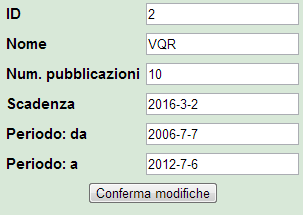 ID 2
Nome VQR
Num. pubblicazioni 10
Scadenza 2016-3-2
Periodo: da 2006-7-7
Periodo: a 2012-7-6
Conferma modifiche